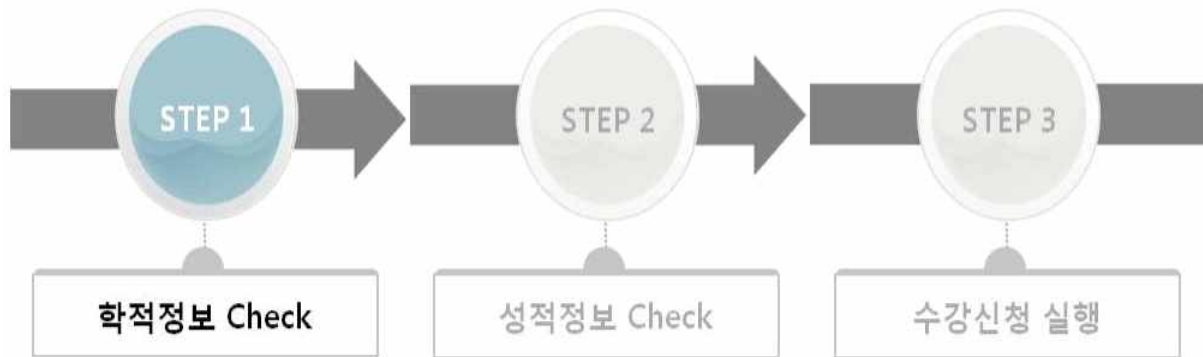 STEP 1
STEP 2
STEP 3
학적정보 Check
성적정보 Check
수강신청 실행